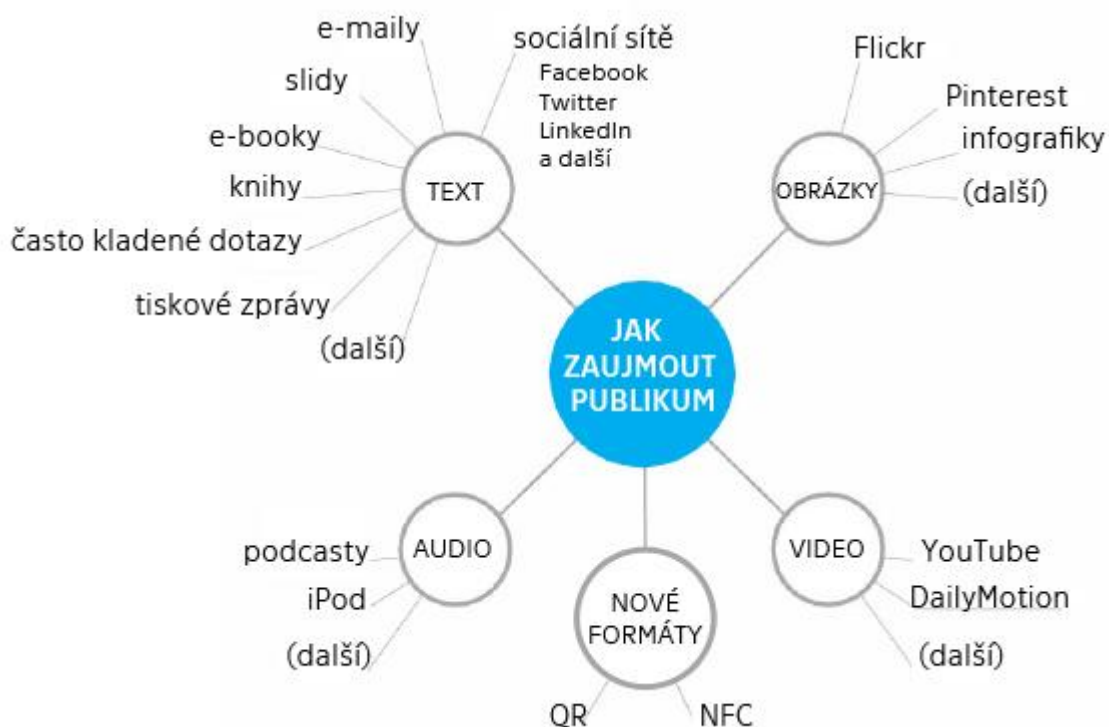 e-maily
sociální sítě
Facebook
Twitter
LinkedIn
a další
slidy
e-booky
knihy
často kladené dotazy
tiskové zprávy
(další)
TEXT
Flickr
Pinterest
infografiky
(další)
OBRÁZKY
JAK
ZAUJMOUT
PUBLIKUM
podcasty
iPod
(další)
AUDIO
NOVÉ
FORMÁTY
QR
NFC
VIDEO
YouTube
DailyMotion
(další)